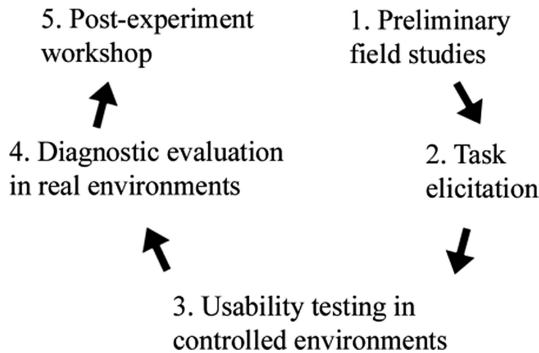 1. Preliminary
field studies
2. Task
elicitation
3. Usability testing in
controlled environments
4. Diagnostic evaluation
in real environments
5. Post-experiment
workshop